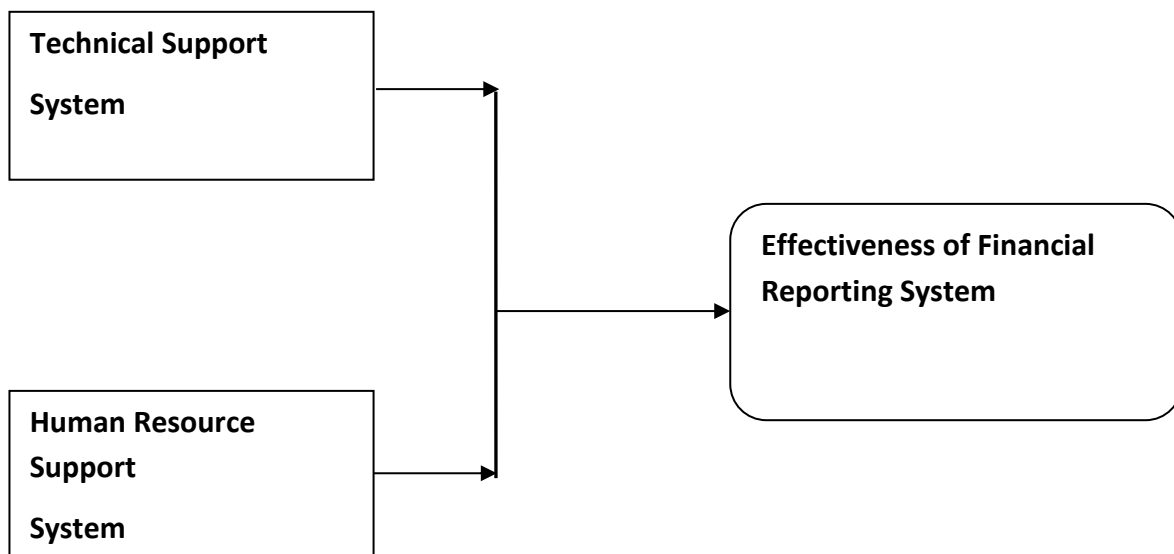 Technical Support
System
Effectiveness of Financial
Reporting System
Human Resource
Support
System